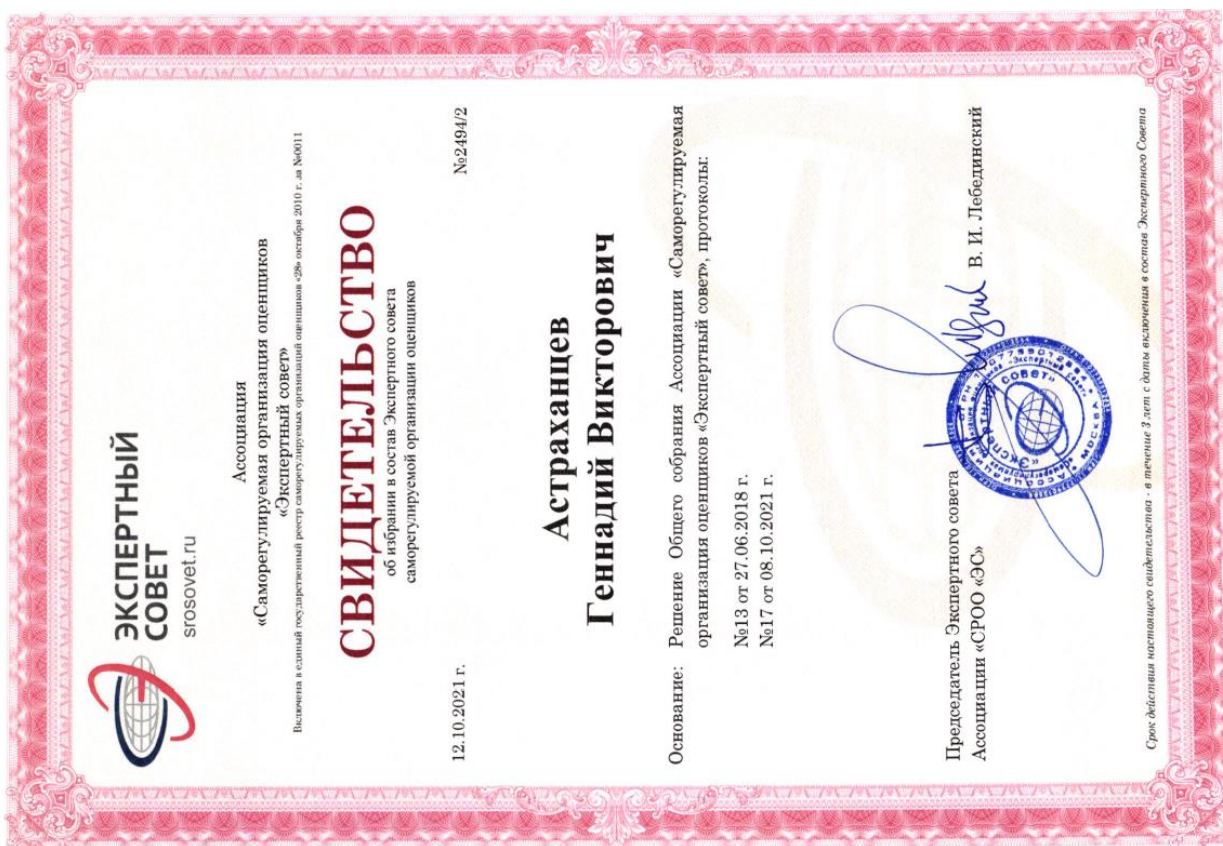 ЭКСПЕРТНЫЙ
СОВЕТ
srosovet.ru
Ассоциация
«Саморегулируемая организация оценщиков
«Экспертный совет»
Включена в единый государственный реестр саморегулируемых организаций оценщиков «28» октября 2010 г. за №0011
СВИДЕТЕЛЬСТВО
об избрании в состав Экспертного совета
саморегулируемой организации оценщиков
12.10.2021 г. №2494/2
Астраханцев
Геннадий Викторович
Основание: Решение Общего собрания Ассоциации «Саморегулируемая
организация оценщиков «Экспертный совет», протоколы:
№13 от 27.06.2018 г.
№17 от 08.10.2021 г.
Председатель Экспертного совета
Ассоциации «СРОО «ЭС» В. И. Лебединский
«ЭКСПЕРТНЫЙ СОВЕТ»
Срок действия настоящего свидетельства - в течение 3 лет с даты включения в состав Экспертного Совета